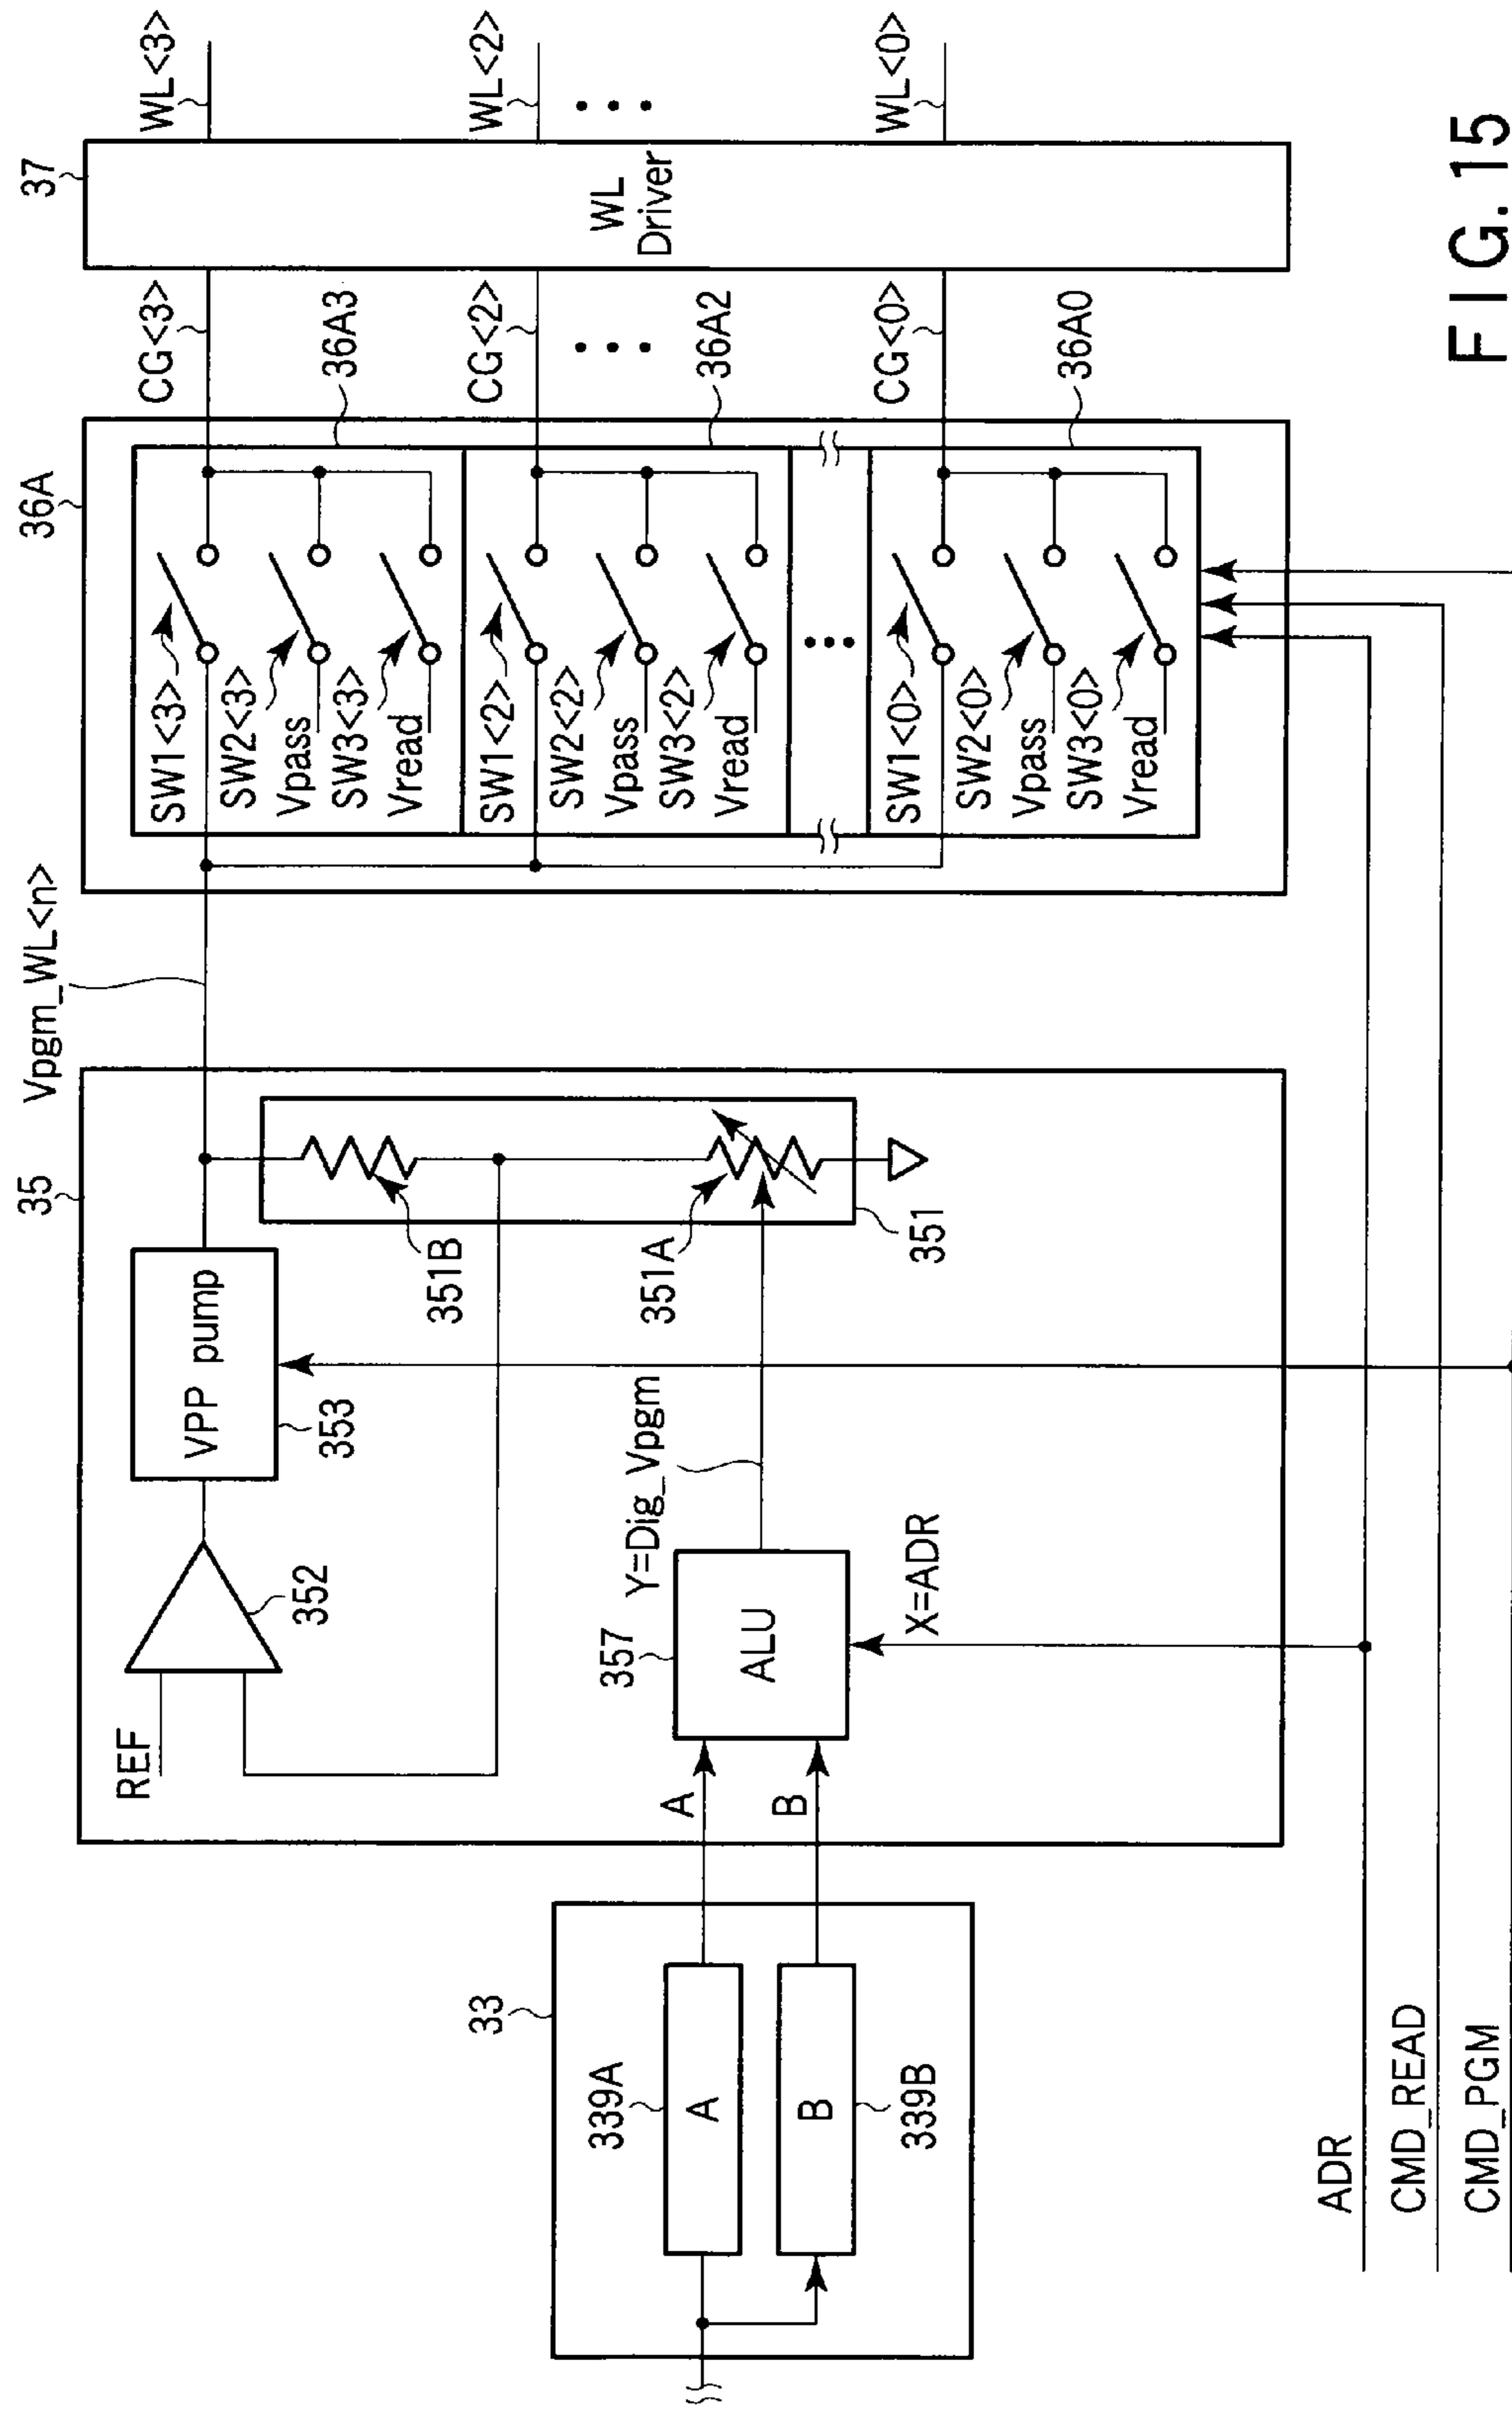 Vpgm_WL<n>
35
36A
37
REF
352
VPP pump
353
351B
351A
351
33
339A
A
B
339B
A
B
357
ALU
Y=Dig_Vpgm
X=ADR
SW1<3>
SW2<3>
Vpass
SW3<3>
Vread
CG<3>
36A3
WL<3>
SW1<2>
SW2<2>
Vpass
SW3<2>
Vread
CG<2>
36A2
WL<2>
WL
Driver
SW1<0>
SW2<0>
Vpass
SW3<0>
Vread
CG<0>
36A0
WL<0>
ADR
CMD_READ
CMD_PGM
FIG. 15